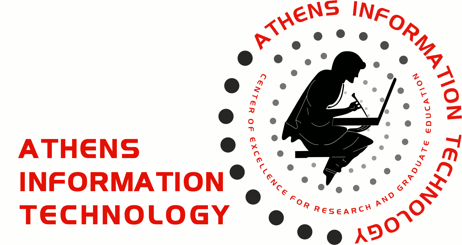 ATHENS
INFORMATION
TECHNOLOGY
ATHENS INFORMATION TECHNOLOGY
CENTER OF EXCELLENCE FOR RESEARCH AND GRADUATE EDUCATION